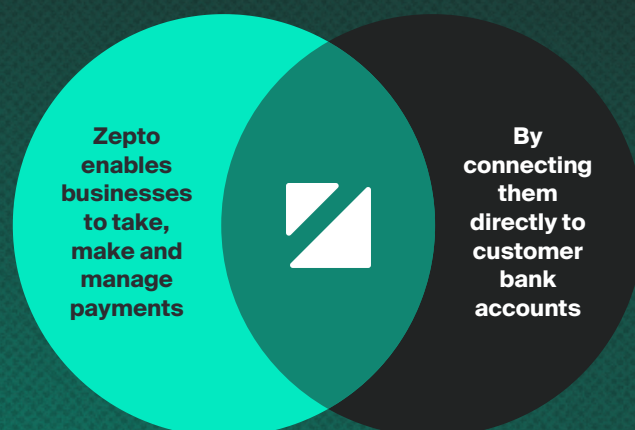 Zepto
enables
businesses
to take,
make and
manage
payments
By
connecting
them
directly to
customer
bank
accounts